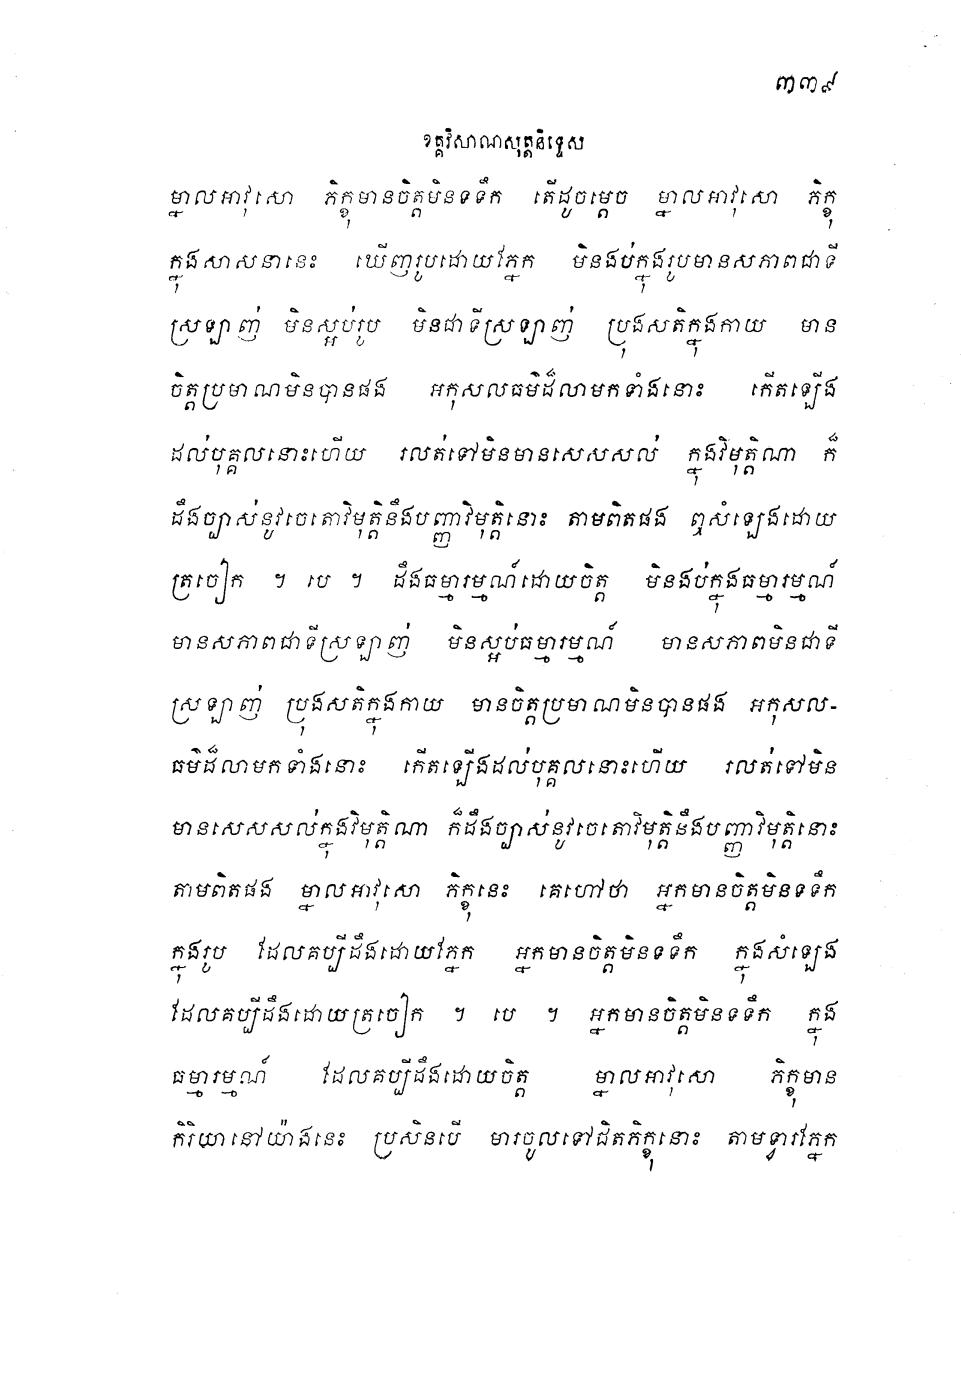 ៣៣៩
ខគ្គវិសាណសុត្តនិទ្ទេស
ម្នាលអាវុសោ ភិក្ខុមានចិត្តមិនទទឹក តើដូចម្តេច ម្នាលអាវុសោ ភិក្ខុ
ក្នុងសាសនានេះ ឃើញរូបដោយភ្នែក មិនងប់ក្នុងរូបមានសភាពជាទី
ស្រឡាញ់ មិនស្អប់រូប មិនជាទីស្រឡាញ់ ប្រុងសតិក្នុងកាយ មាន
ចិត្តប្រមាណមិនបានផង អកុសលធម៌ដ៏លាមកទាំងនោះ កើតឡើង
ដល់បុគ្គលនោះហើយ រលត់ទៅមិនមានសេសសល់ ក្នុងវិមុត្តិណា ក៏
ដឹងច្បាស់នូវចេតោវិមុត្តិនឹងបញ្ញាវិមុត្តិនោះ តាមពិតផង ឮសំឡេងដោយ
ត្រចៀក ។ បេ ។ ដឹងធម្មារម្មណ៍ដោយចិត្ត មិនងប់ក្នុងធម្មារម្មណ៍
មានសភាពជាទីស្រឡាញ់ មិនស្អប់ធម្មារម្មណ៍ មានសភាពមិនជាទី
ស្រឡាញ់ ប្រុងសតិក្នុងកាយ មានចិត្តប្រមាណមិនបានផង អកុសល-
ធម៌ដ៏លាមកទាំងនោះ កើតឡើងដល់បុគ្គលនោះហើយ រលត់ទៅមិន
មានសេសសល់ក្នុងវិមុត្តិណា ក៏ដឹងច្បាស់នូវចេតោវិមុត្តិនឹងបញ្ញាវិមុត្តិនោះ
តាមពិតផង ម្នាលអាវុសោ ភិក្ខុនេះ គេហៅថា អ្នកមានចិត្តមិនទទឹក
ក្នុងរូប ដែលគប្បីដឹងដោយភ្នែក អ្នកមានចិត្តមិនទទឹក ក្នុងសំឡេង
ដែលគប្បីដឹងដោយត្រចៀក ។ បេ ។ អ្នកមានចិត្តមិនទទឹក ក្នុង
ធម្មារម្មណ៍ ដែលគប្បីដឹងដោយចិត្ត ម្នាលអាវុសោ ភិក្ខុមាន
កិរិយានៅយ៉ាងនេះ ប្រសិនបើ មារចូលទៅជិតភិក្ខុនោះ តាមទ្វារភ្នែក